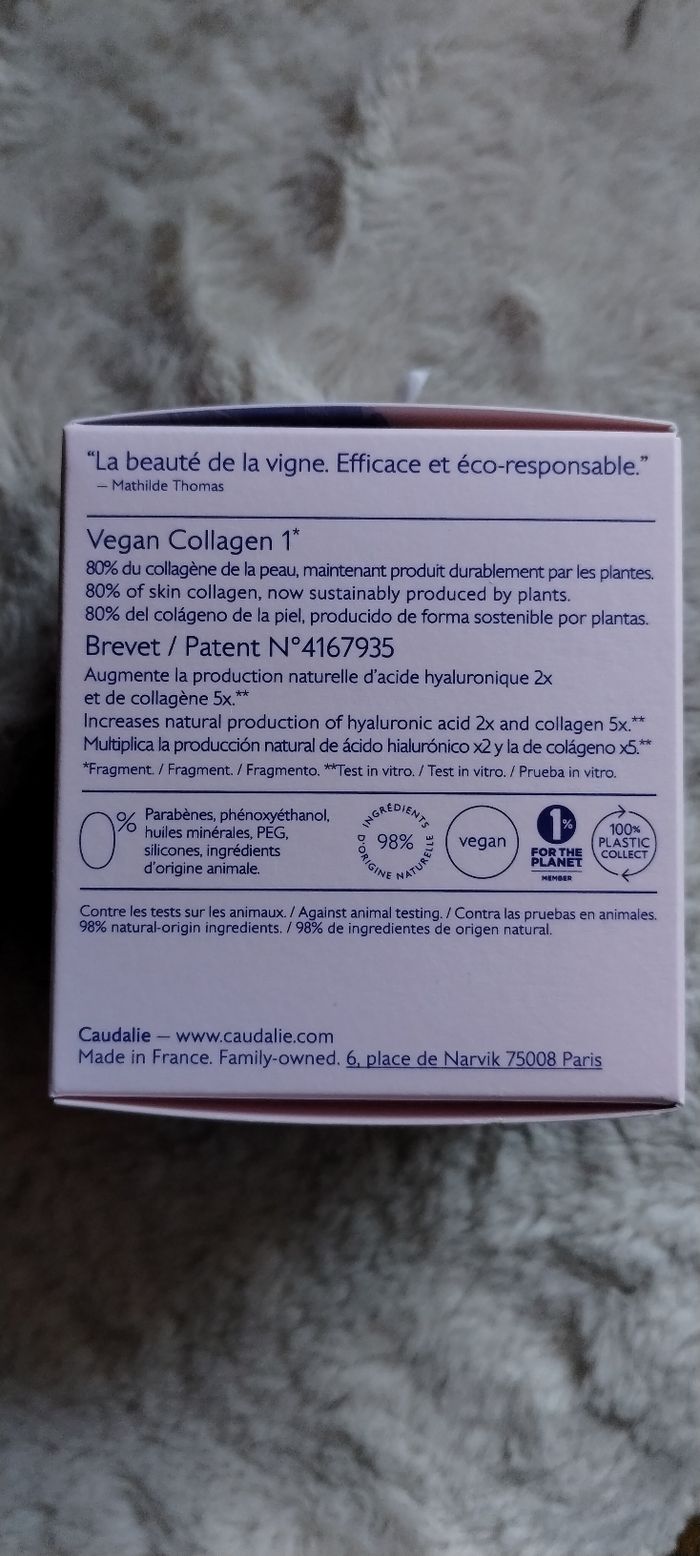 “La beauté de la vigne. Efficace et éco-responsable.”
– Mathilde Thomas
Vegan Collagen 1*
80% du collagène de la peau, maintenant produit durablement par les plantes.
80% of skin collagen, now sustainably produced by plants.
80% del colágeno de la piel, producido de forma sostenible por plantas.
Brevet / Patent N°4167935
Augmente la production naturelle d’acide hyaluronique 2x
et de collagène 5x.**
Increases natural production of hyaluronic acid 2x and collagen 5x.**
Multiplica la producción natural de ácido hialurónico x2 y la de colágeno x5.**
*Fragment. / Fragment. / Fragmento. **Test in vitro. / Test in vitro. / Prueba in vitro.
0%
Parabènes, phénoxyéthanol,
huiles minérales, PEG,
silicones, ingrédients
d’origine animale.
INGRÉDIENTS
98%
D’ORIGINE NATURELLE
vegan
1%
FOR THE
PLANET
MEMBER
100%
PLASTIC
COLLECT
Contre les tests sur les animaux. / Against animal testing. / Contra las pruebas en animales.
98% natural-origin ingredients. / 98% de ingredientes de origen natural.
Caudalie – www.caudalie.com
Made in France. Family-owned. 6, place de Narvik 75008 Paris